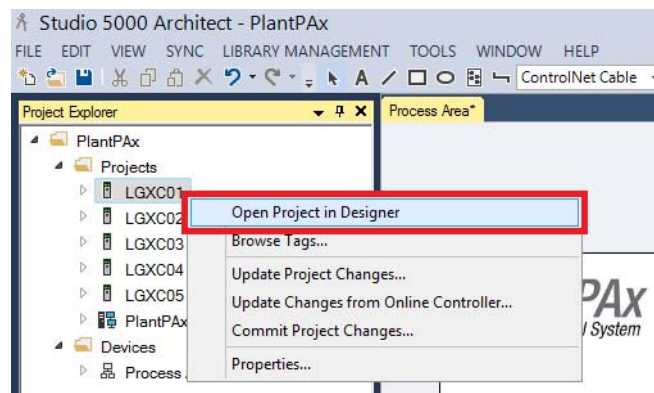 Studio 5000 Architect - PlantPAx
FILE EDIT VIEW SYNC LIBRARY MANAGEMENT TOOLS WINDOW HELP
A ControlNet Cable
Project Explorer
Process Area*
PlantPAx
Projects
LGXC01
LGXC02
LGXC03
LGXC04
LGXC05
PlantPAx
Devices
Process
Open Project in Designer
Browse Tags...
Update Project Changes...
Update Changes from Online Controller...
Commit Project Changes...
Properties...
PAx
System